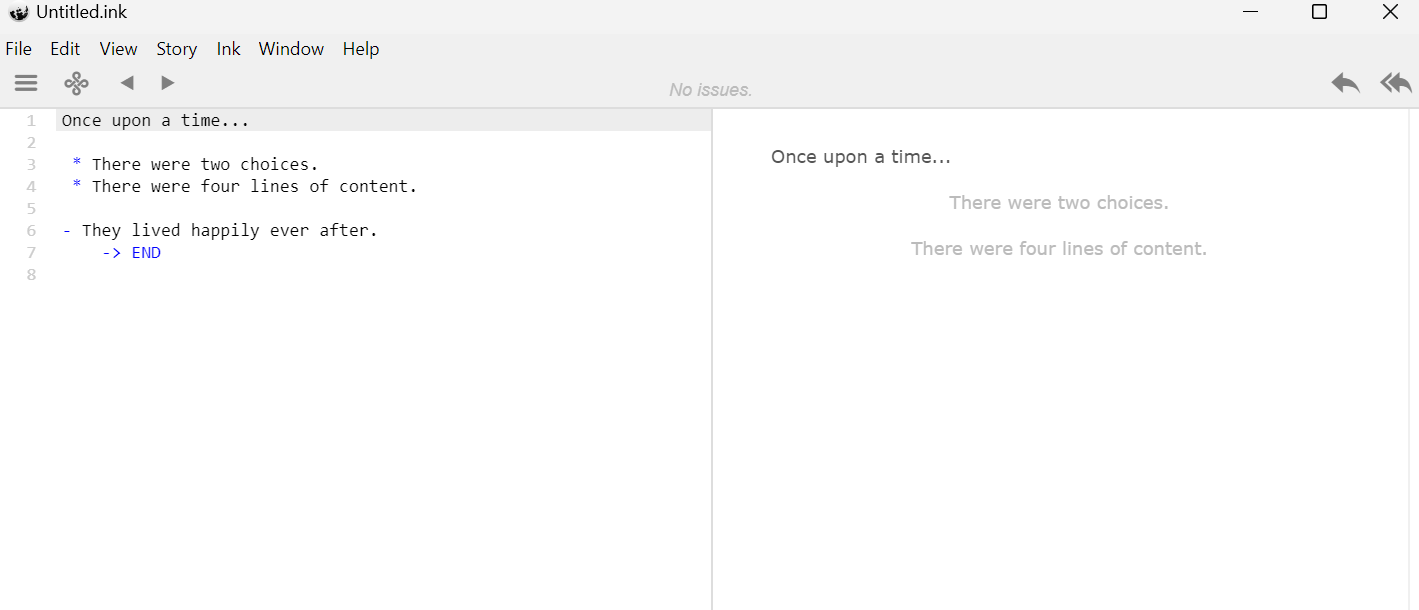 Untitled.ink
File Edit View Story Ink Window Help
No issues.
1 Once upon a time...
2
3 * There were two choices.
4 * There were four lines of content.
5
6 - They lived happily ever after.
7 -> END
8
Once upon a time...
There were two choices.
There were four lines of content.